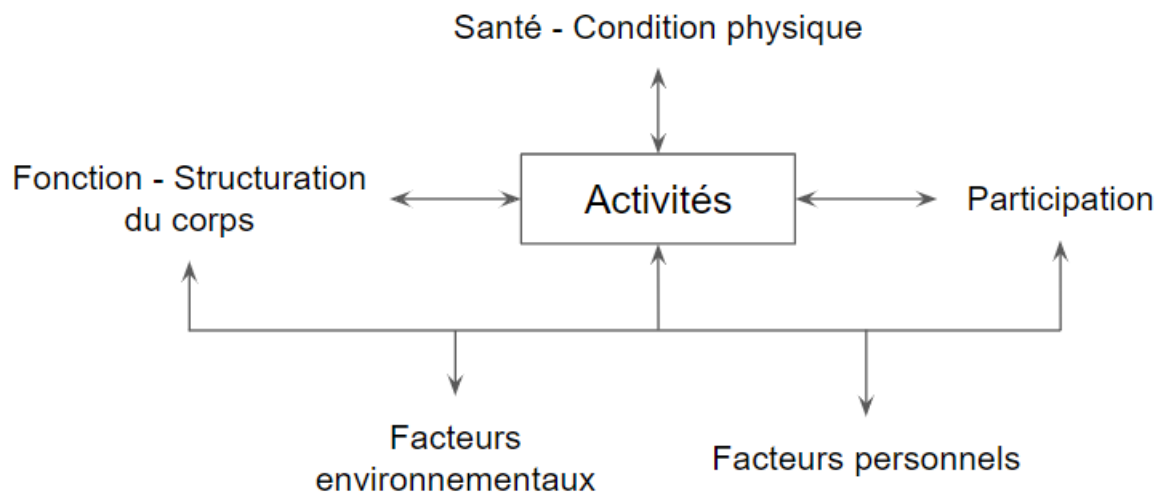 Santé - Condition physique
Fonction - Structuration
du corps
Activités
Participation
Facteurs
environnementaux
Facteurs personnels